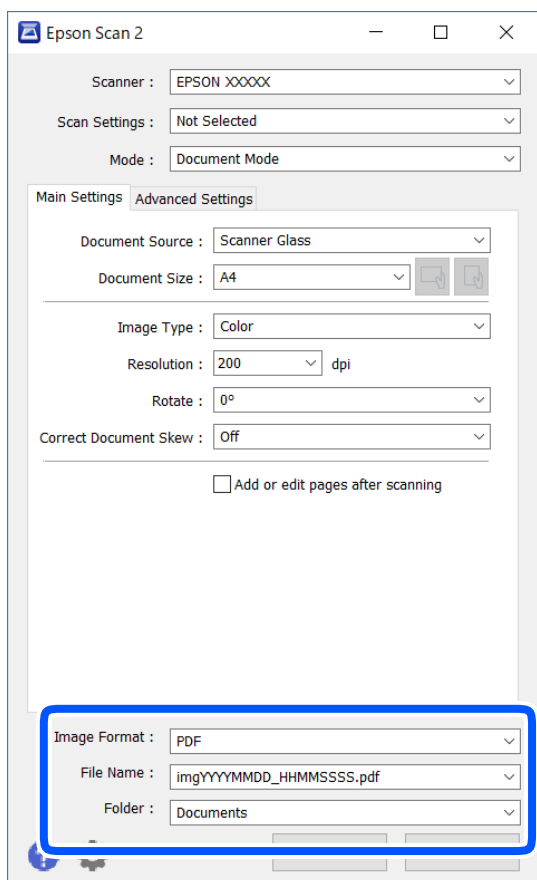 Epson Scan 2
Scanner : EPSON XXXXX
Scan Settings : Not Selected
Mode : Document Mode
Main Settings Advanced Settings
Document Source : Scanner Glass
Document Size : A4
Image Type : Color
Resolution : 200 dpi
Rotate : 0°
Correct Document Skew : Off
Add or edit pages after scanning
Image Format : PDF
File Name : imgYYYYMMDD_HHMMSSSS.pdf
Folder : Documents